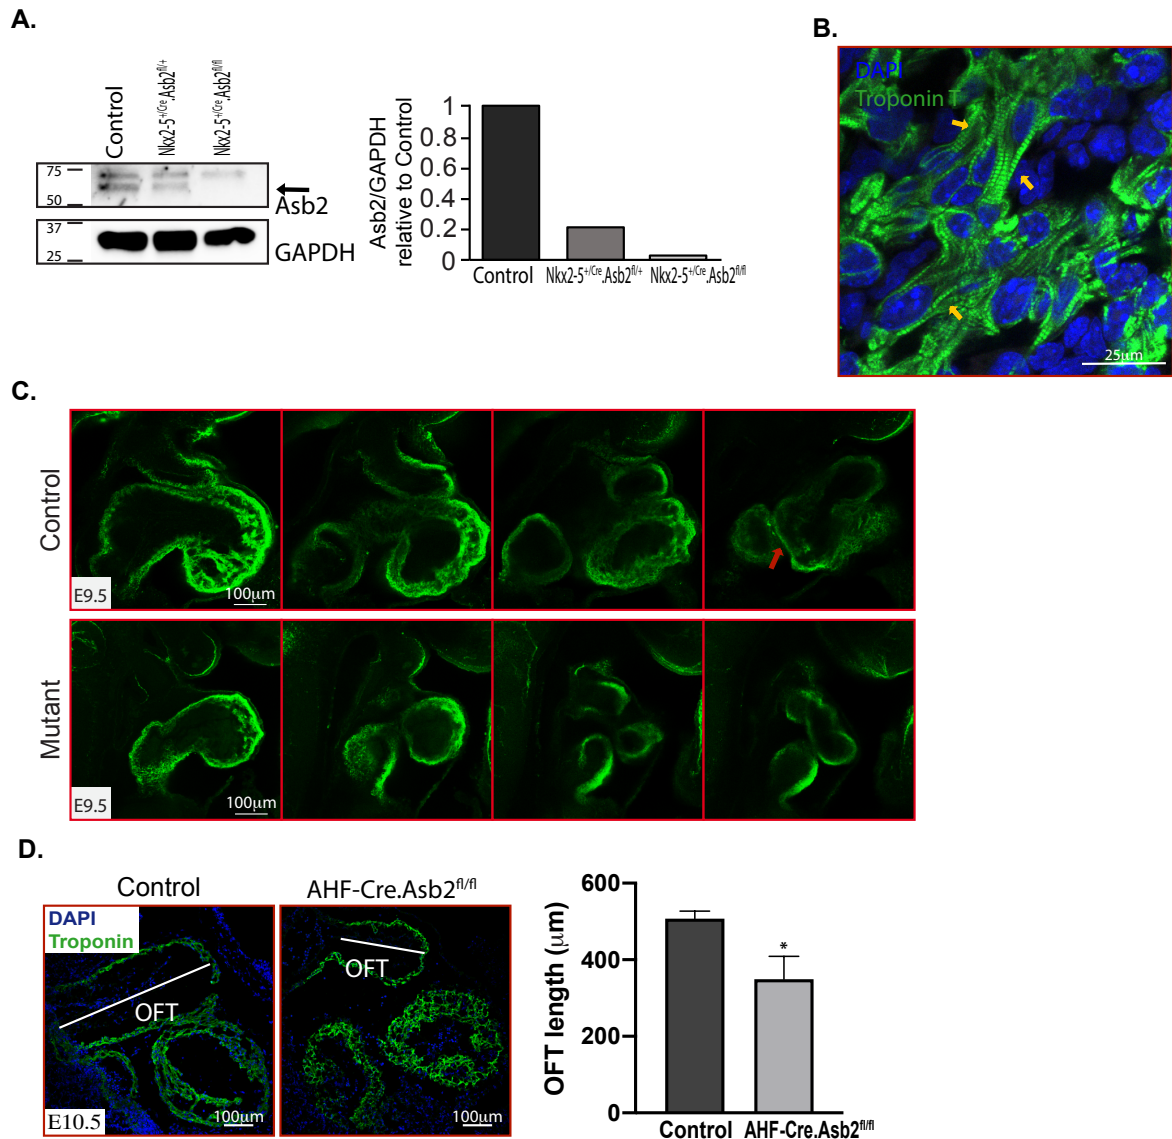 A.
Control
Nkx2-5+/Cre.Asb2fl/+
Nkx2-5+/Cre.Asb2fl/fl
75
50
Asb2
37
25
GAPDH
Asb2/GAPDH
relative to Control
1
0.8
0.6
0.4
0.2
0
Control
Nkx2-5+/Cre.Asb2fl/+
Nkx2-5+/Cre.Asb2fl/fl
B.
DAPI
Troponin T
25µm
C.
Control
E9.5
100µm
Mutant
E9.5
100µm
D.
Control
DAPI
Troponin
OFT
E10.5
100µm
AHF-Cre.Asb2fl/fl
OFT
100µm
OFT length (µm)
600
400
200
0
*
Control
AHF-Cre.Asb2fl/fl